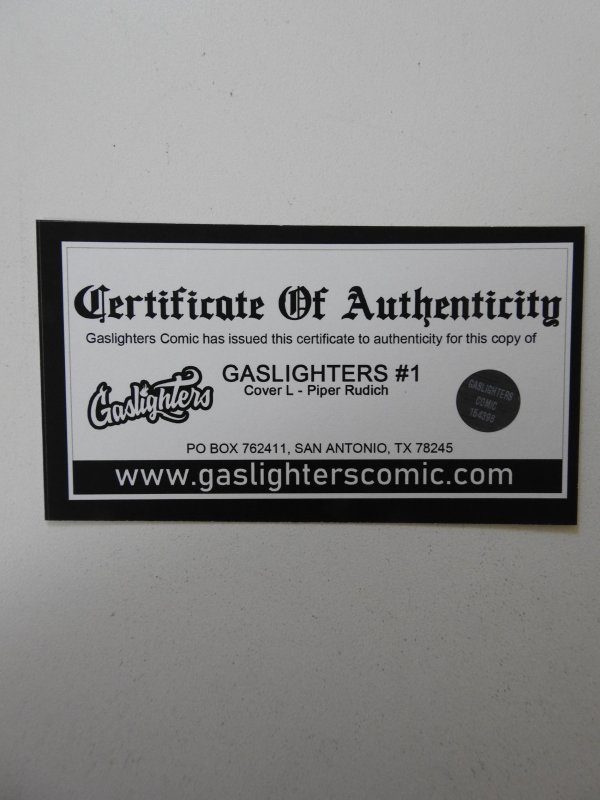 Certificate Of Authenticity
Gaslighters Comic has issued this certificate to authenticity for this copy of
GASLIGHTERS #1
Cover L - Piper Rudich
Gaslighters
GASLIGHTERS
COMIC
154398
PO BOX 762411, SAN ANTONIO, TX 78245
www.gaslighterscomic.com